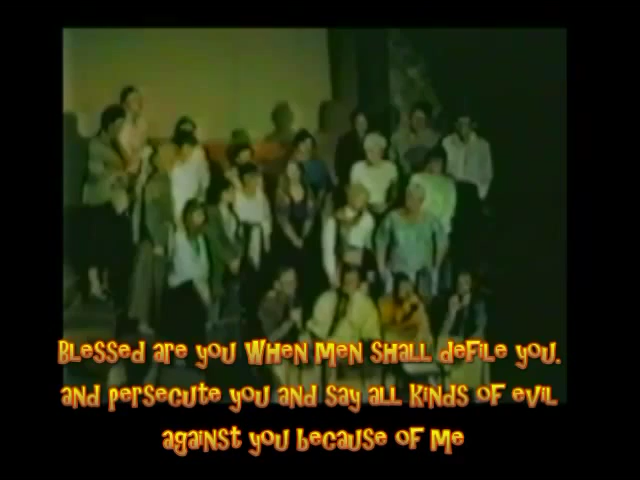 Blessed are you when men shall defile you.
and persecute you and say all kinds of evil
against you because of me